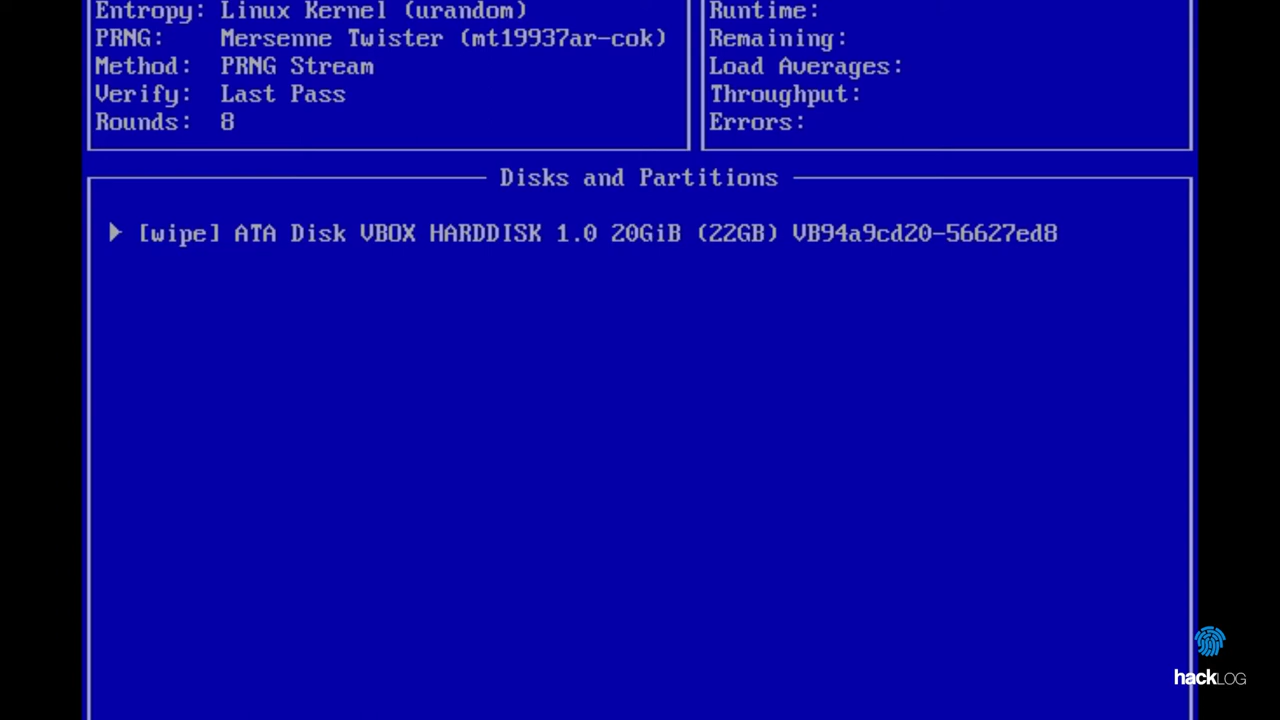 Entropy: Linux Kernel (urandom)
PRNG: Mersenne Twister (mt19937ar-cok)
Method: PRNG Stream
Verify: Last Pass
Rounds: 8
Runtime:
Remaining:
Load Averages:
Throughput:
Errors:
Disks and Partitions
[wipe] ATA Disk VBOX HARDDISK 1.0 20GiB (22GB) VB94a9cd20-56627ed8
hackLOG